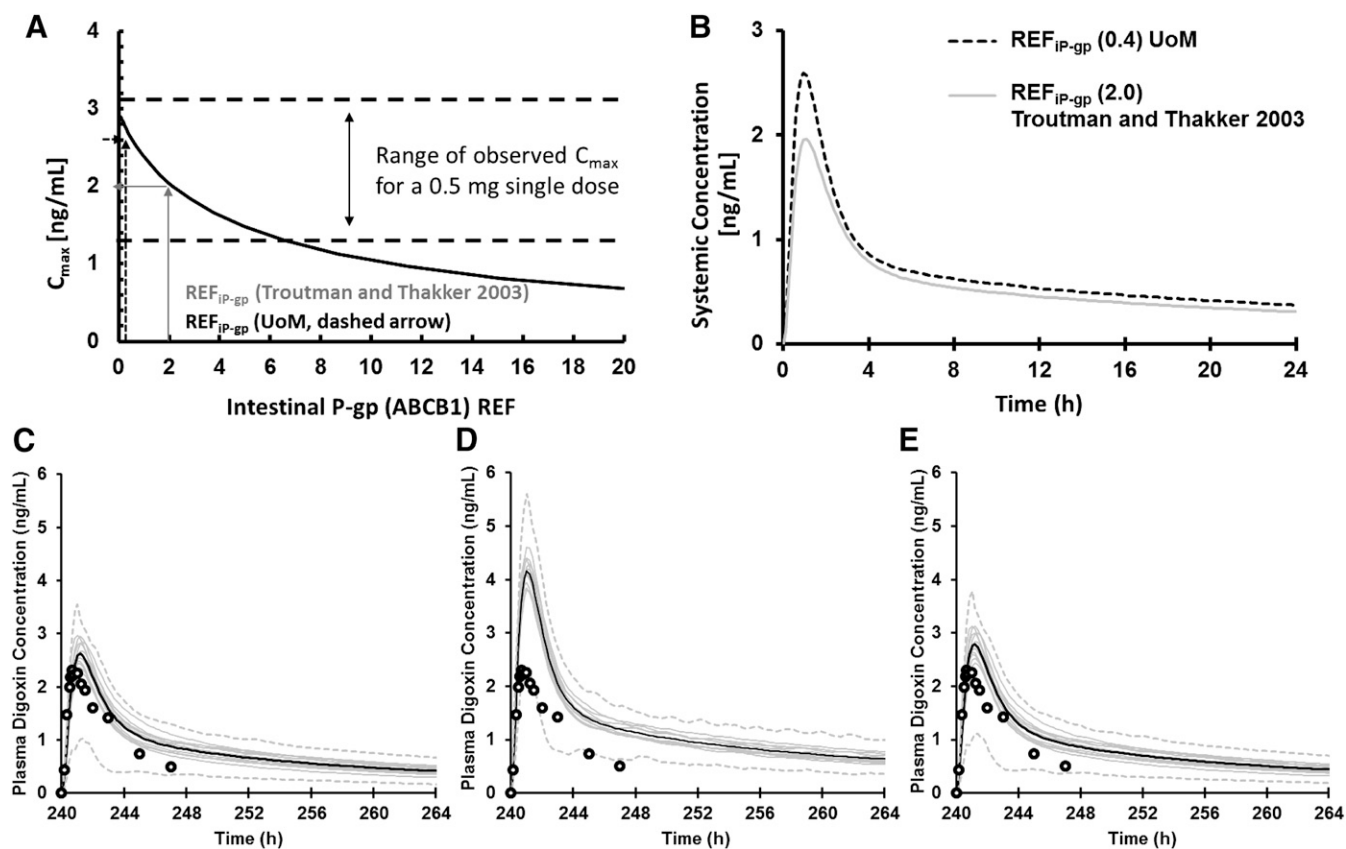 A
4
3
2
1
0
C_max [ng/mL]
Range of observed C_max
for a 0.5 mg single dose
REF_iP-gp (Troutman and Thakker 2003)
REF_iP-gp (UoM, dashed arrow)
0 2 4 6 8 10 12 14 16 18 20
Intestinal P-gp (ABCB1) REF
B
3
2
1
0
Systemic Concentration
[ng/mL]
REF_iP-gp (0.4) UoM
REF_iP-gp (2.0)
Troutman and Thakker 2003
0 4 8 12 16 20 24
Time (h)
C
6
5
4
3
2
1
0
Plasma Digoxin Concentration (ng/mL)
240 244 248 252 256 260 264
Time (h)
D
6
5
4
3
2
1
0
Plasma Digoxin Concentration (ng/mL)
240 244 248 252 256 260 264
Time (h)
E
6
5
4
3
2
1
0
Plasma Digoxin Concentration (ng/mL)
240 244 248 252 256 260 264
Time (h)